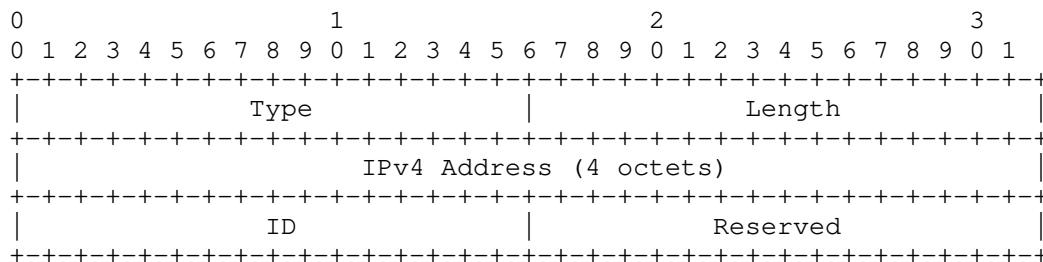 0                   1                   2                   3
0 1 2 3 4 5 6 7 8 9 0 1 2 3 4 5 6 7 8 9 0 1 2 3 4 5 6 7 8 9 0 1
+-+-+-+-+-+-+-+-+-+-+-+-+-+-+-+-+-+-+-+-+-+-+-+-+-+-+-+-+-+-+-+-+
|              Type             |             Length            |
+-+-+-+-+-+-+-+-+-+-+-+-+-+-+-+-+-+-+-+-+-+-+-+-+-+-+-+-+-+-+-+-+
|                     IPv4 Address (4 octets)                   |
+-+-+-+-+-+-+-+-+-+-+-+-+-+-+-+-+-+-+-+-+-+-+-+-+-+-+-+-+-+-+-+-+
|               ID              |           Reserved            |
+-+-+-+-+-+-+-+-+-+-+-+-+-+-+-+-+-+-+-+-+-+-+-+-+-+-+-+-+-+-+-+-+